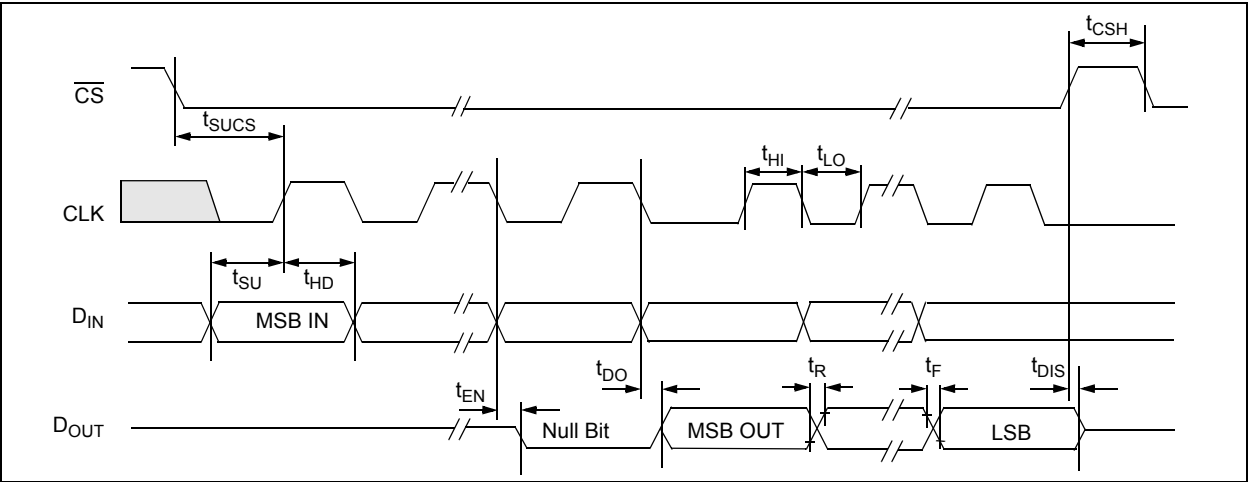 tCSH
CS
tSUCS
tHI
tLO
CLK
tSU
tHD
DIN
MSB IN
tDO
tR
tF
tDIS
tEN
DOUT
Null Bit
MSB OUT
LSB